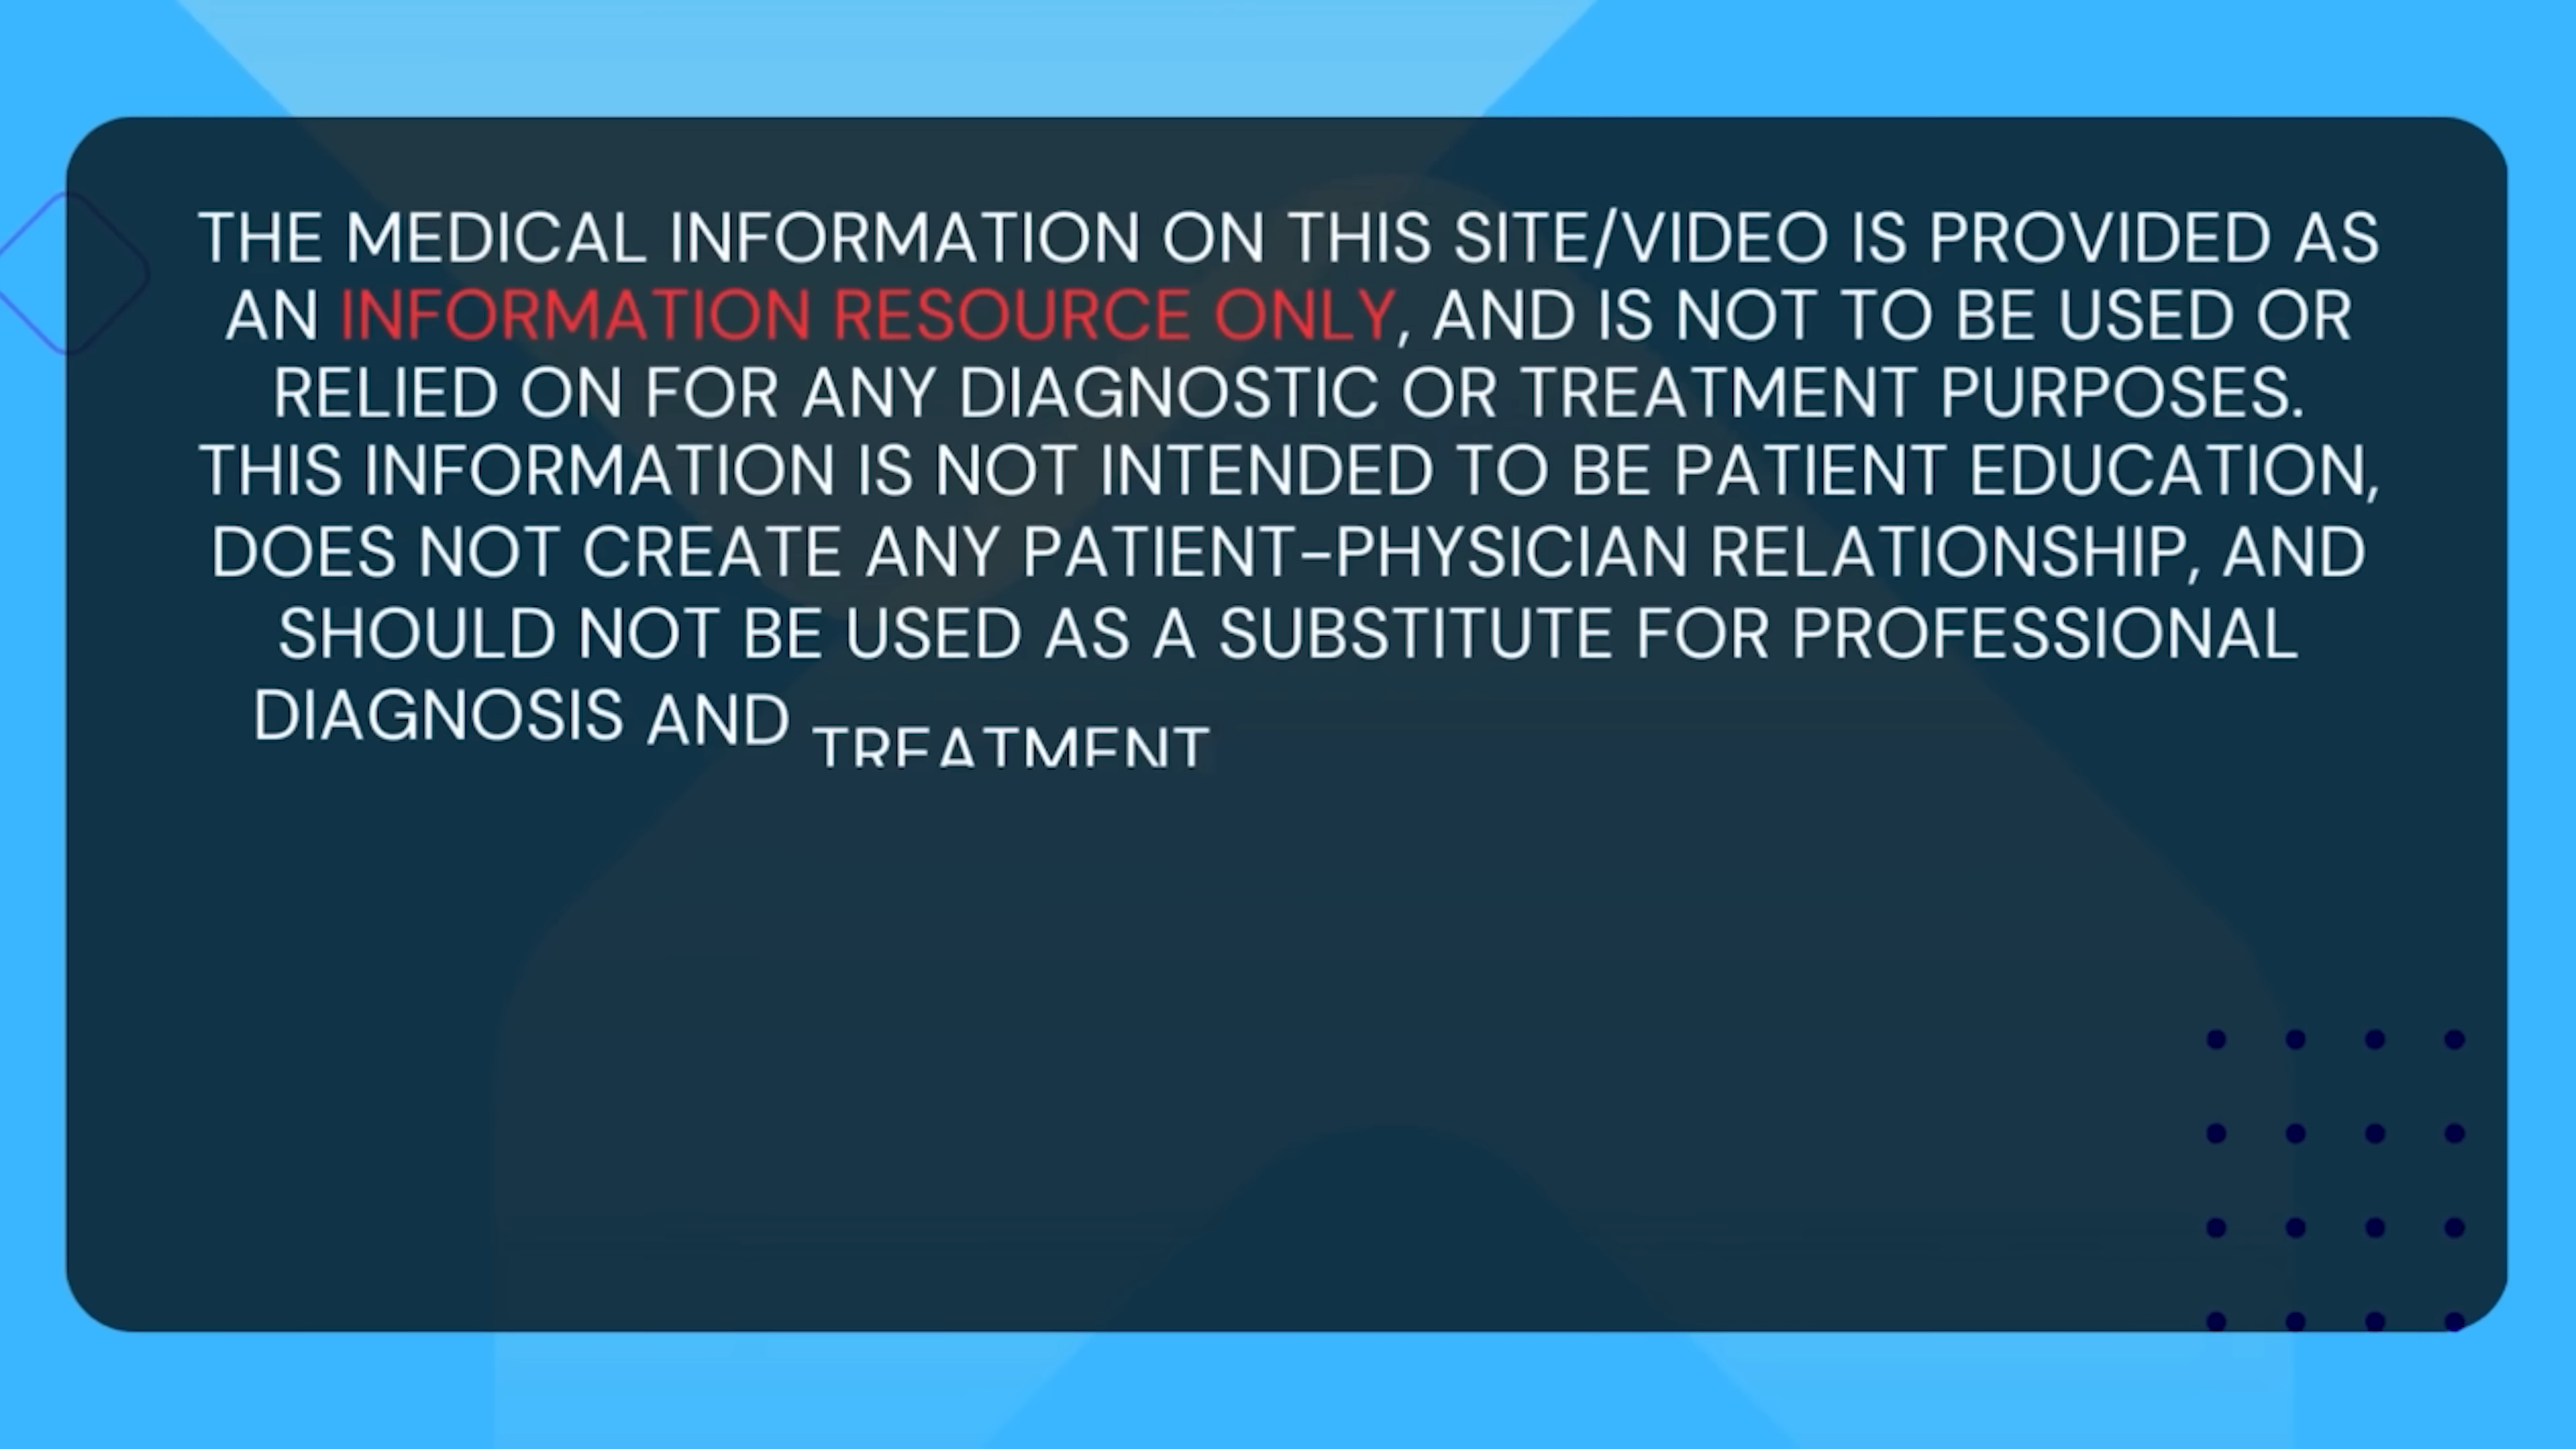 THE MEDICAL INFORMATION ON THIS SITE/VIDEO IS PROVIDED AS
AN INFORMATION RESOURCE ONLY, AND IS NOT TO BE USED OR
RELIED ON FOR ANY DIAGNOSTIC OR TREATMENT PURPOSES.
THIS INFORMATION IS NOT INTENDED TO BE PATIENT EDUCATION,
DOES NOT CREATE ANY PATIENT-PHYSICIAN RELATIONSHIP, AND
SHOULD NOT BE USED AS A SUBSTITUTE FOR PROFESSIONAL
DIAGNOSIS AND TREATMENT